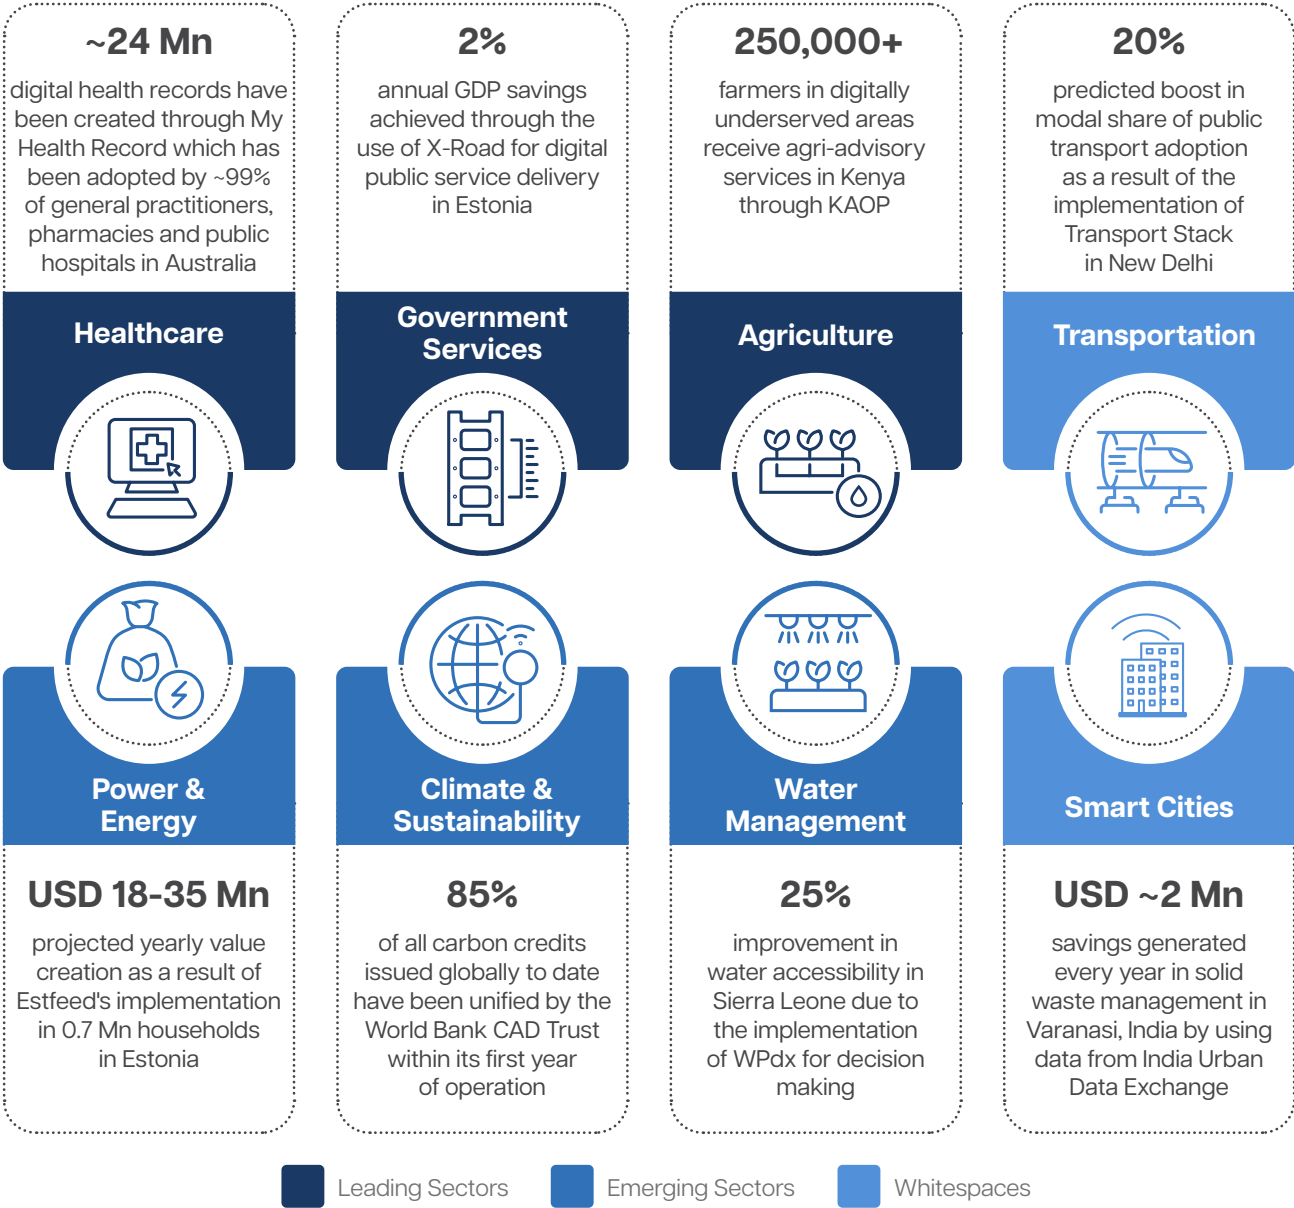 ~24 Mn
digital health records have
been created through My
Health Record which has
been adopted by ~99%
of general practitioners,
pharmacies and public
hospitals in Australia
Healthcare
2%
annual GDP savings
achieved through the
use of X-Road for digital
public service delivery
in Estonia
Government
Services
250,000+
farmers in digitally
underserved areas
receive agri-advisory
services in Kenya
through KAOP
Agriculture
20%
predicted boost in
modal share of public
transport adoption
as a result of the
implementation of
Transport Stack
in New Delhi
Transportation
Power &
Energy
USD 18-35 Mn
projected yearly value
creation as a result of
Estfeed's implementation
in 0.7 Mn households
in Estonia
Climate &
Sustainability
85%
of all carbon credits
issued globally to date
have been unified by the
World Bank CAD Trust
within its first year
of operation
Water
Management
25%
improvement in
water accessibility in
Sierra Leone due to
the implementation
of WPdx for decision
making
Smart Cities
USD ~2 Mn
savings generated
every year in solid
waste management in
Varanasi, India by using
data from India Urban
Data Exchange
Leading Sectors
Emerging Sectors
Whitespaces